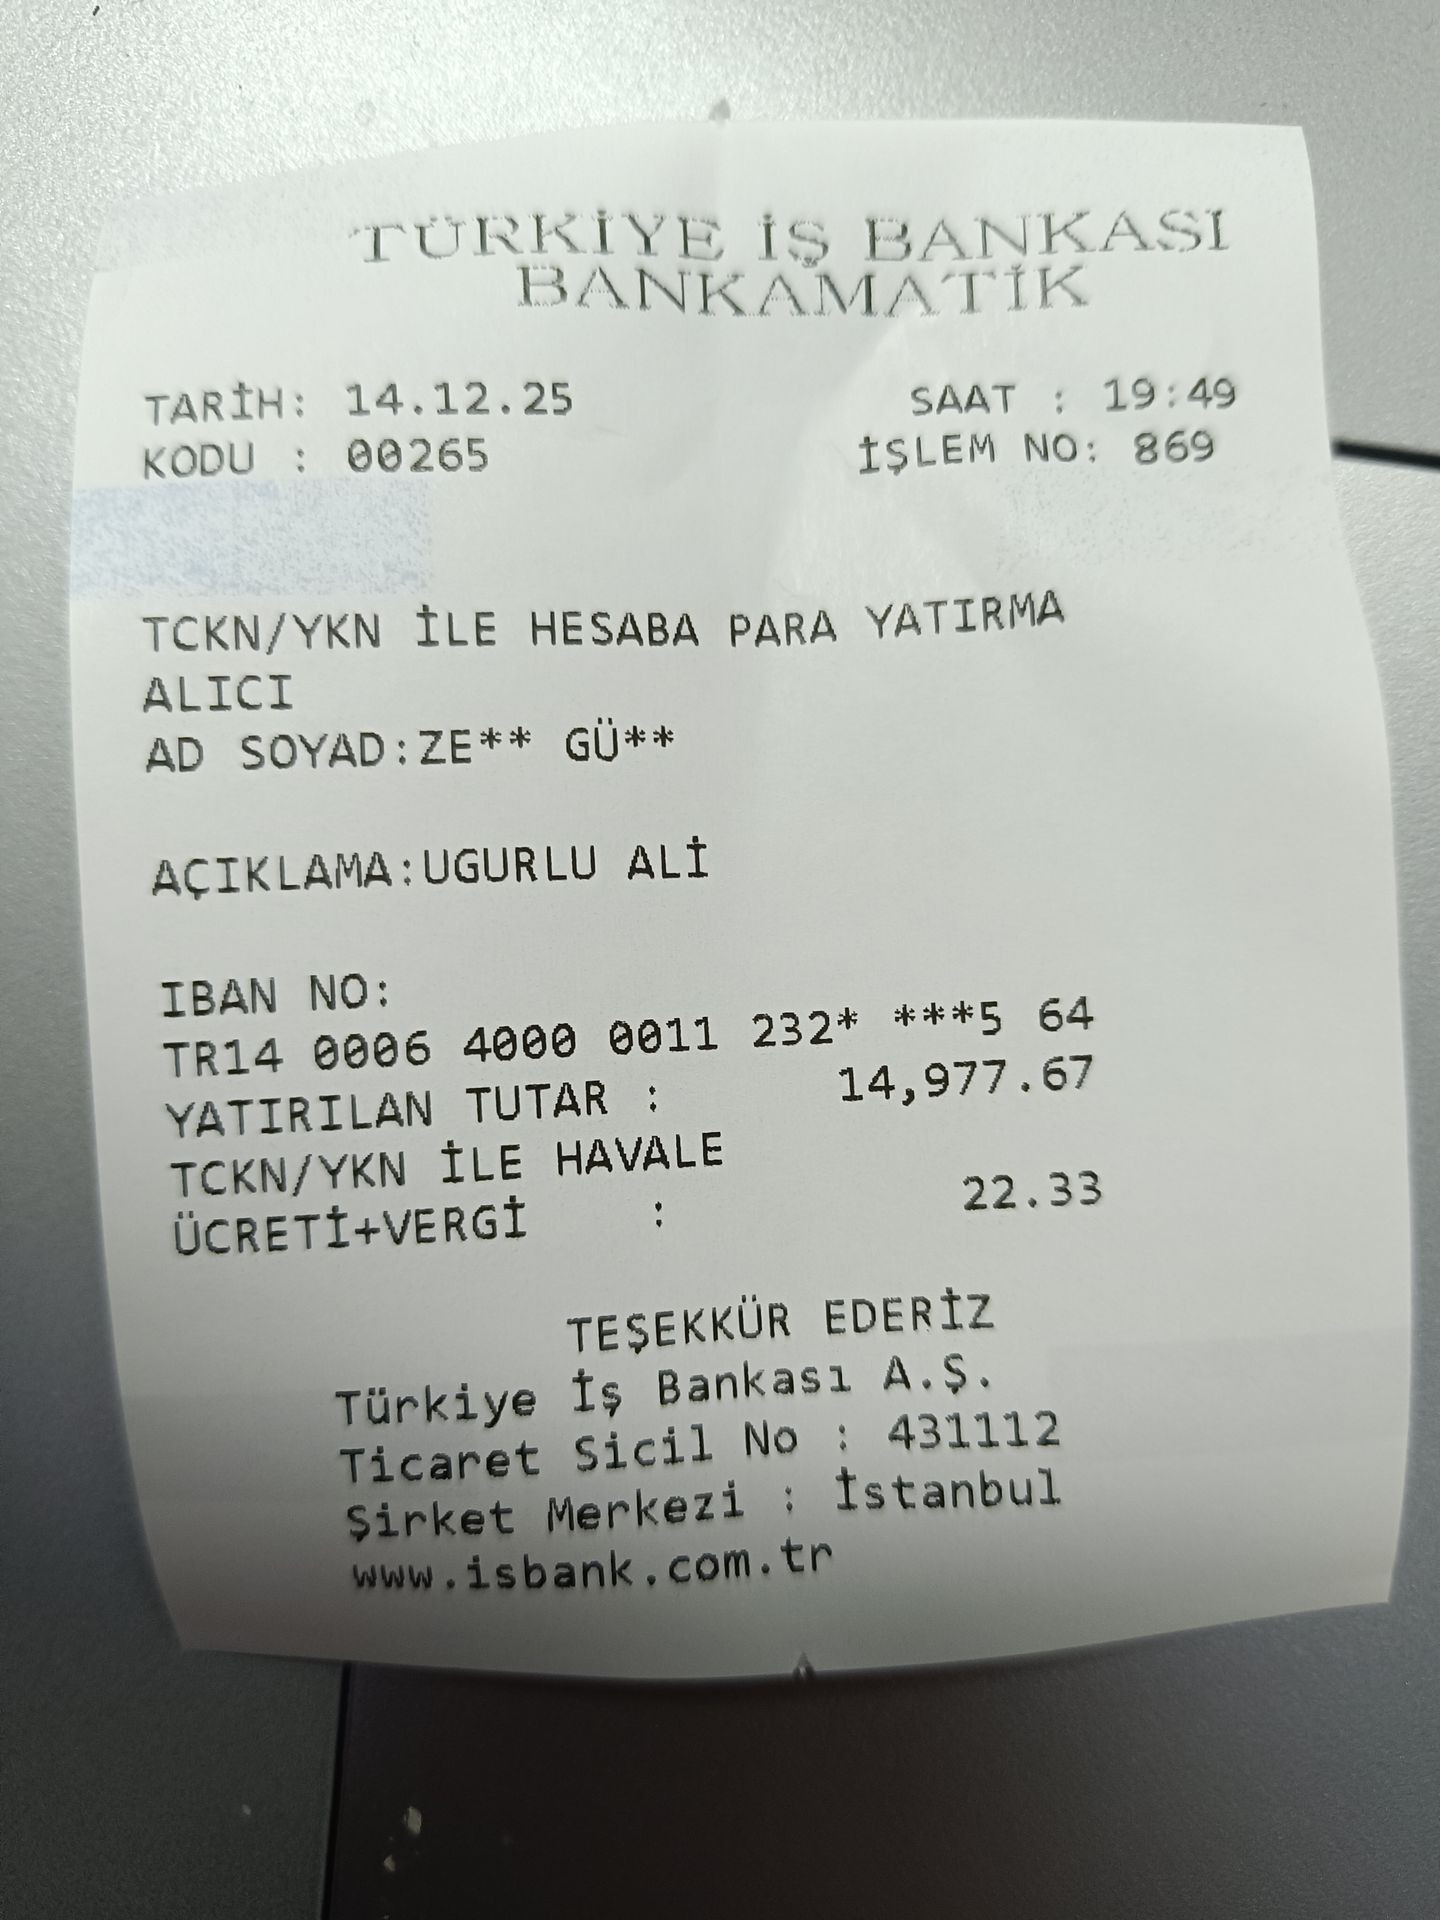 TÜRKİYE İŞ BANKASI
BANKAMATİK
TARİH: 14.12.25 SAAT : 19:49
KODU : 00265 İŞLEM NO: 869
TCKN/YKN İLE HESABA PARA YATIRMA
ALICI
AD SOYAD:ZE** GÜ**
AÇIKLAMA:UGURLU ALİ
IBAN NO:
TR14 0006 4000 0011 232* ***5 64
YATIRILAN TUTAR : 14,977.67
TCKN/YKN İLE HAVALE
ÜCRETİ+VERGİ : 22.33
TEŞEKKÜR EDERİZ
Türkiye İş Bankası A.Ş.
Ticaret Sicil No : 431112
Şirket Merkezi : İstanbul
www.isbank.com.tr